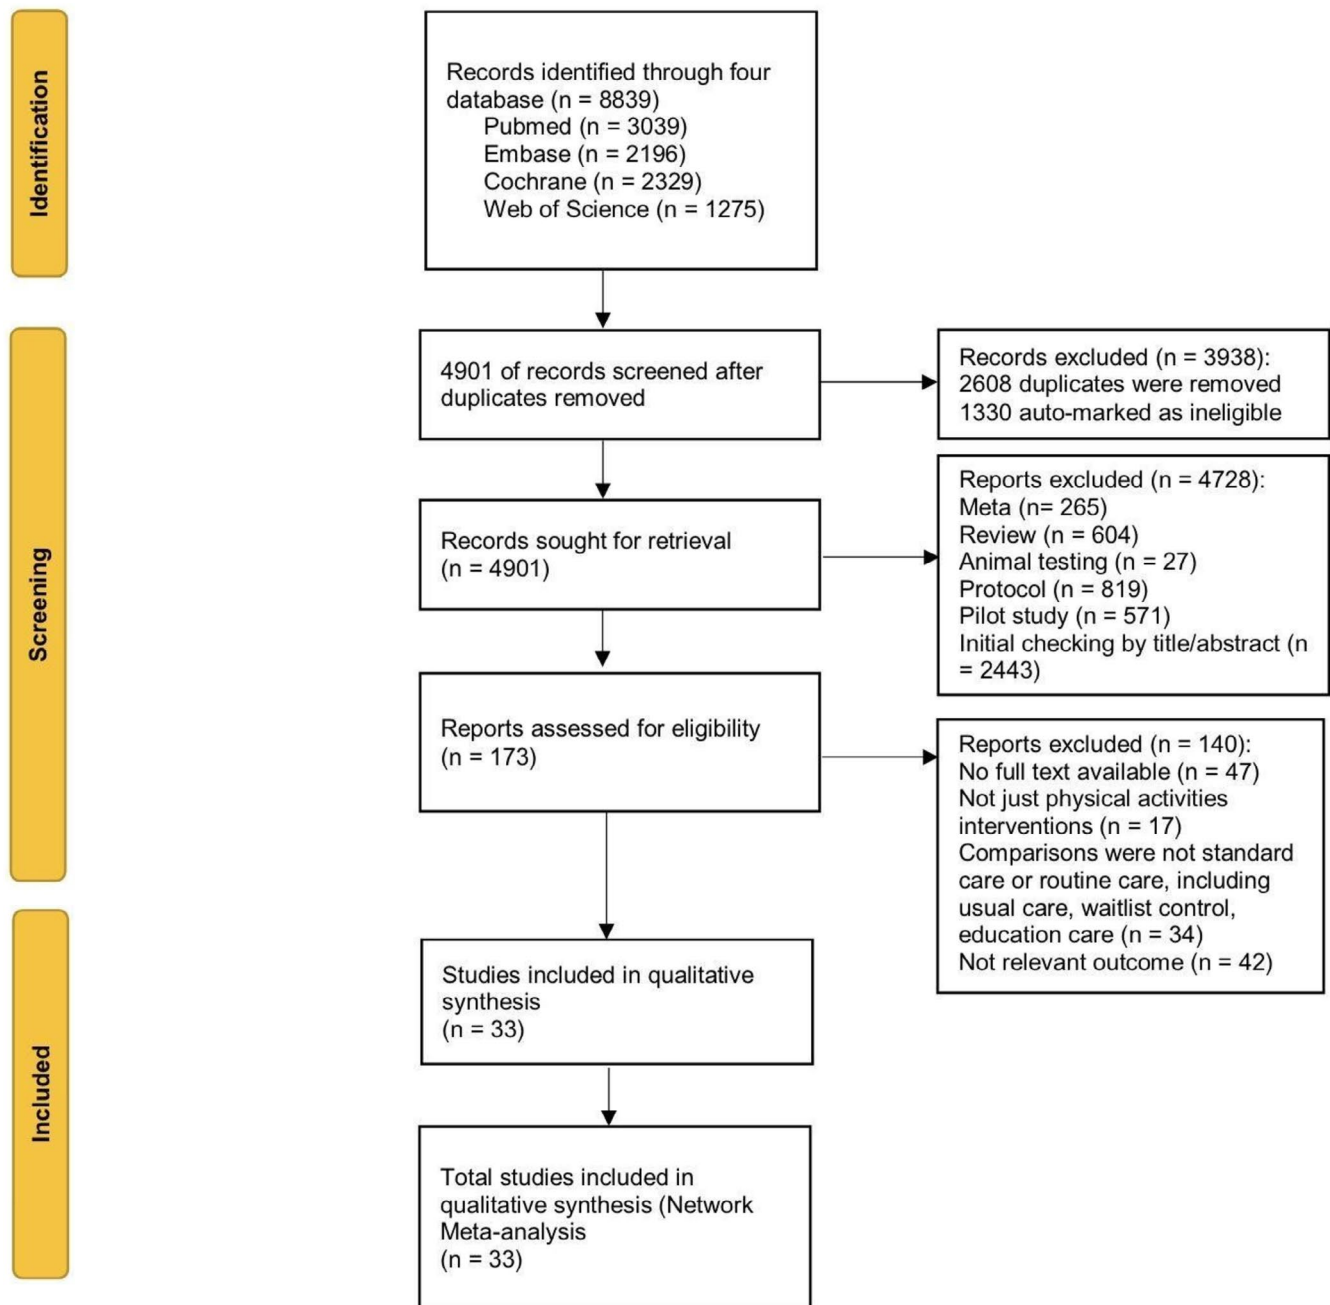 Identification
Records identified through four
database (n = 8839)
Pubmed (n = 3039)
Embase (n = 2196)
Cochrane (n = 2329)
Web of Science (n = 1275)
Screening
4901 of records screened after
duplicates removed
Records excluded (n = 3938):
2608 duplicates were removed
1330 auto-marked as ineligible
Records sought for retrieval
(n = 4901)
Reports excluded (n = 4728):
Meta (n= 265)
Review (n = 604)
Animal testing (n = 27)
Protocol (n = 819)
Pilot study (n = 571)
Initial checking by title/abstract (n
= 2443)
Reports assessed for eligibility
(n = 173)
Reports excluded (n = 140):
No full text available (n = 47)
Not just physical activities
interventions (n = 17)
Comparisons were not standard
care or routine care, including
usual care, waitlist control,
education care (n = 34)
Not relevant outcome (n = 42)
Included
Studies included in qualitative
synthesis
(n = 33)
Total studies included in
qualitative synthesis (Network
Meta-analysis
(n = 33)